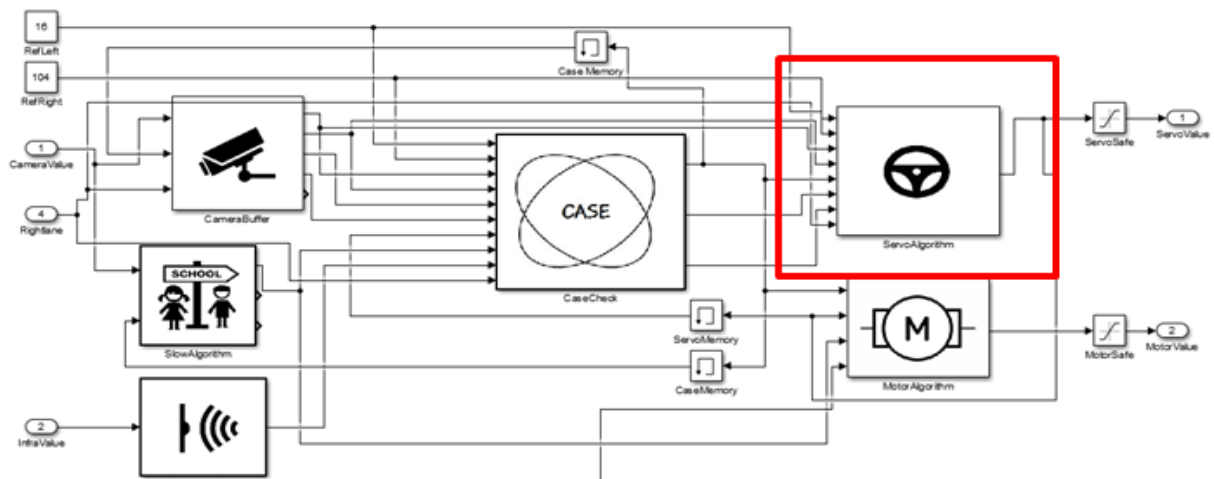 16
RefLeft
104
RefRight
1
CameraValue
4
Rightlane
2
InfraValue
CameraBuffer
SCHOOL
SlowAlgorithm
Case Memory
CASE
CaseCheck
ServoMemory
CaseMemory
ServoAlgorithm
M
MotorAlgorithm
ServoSafe
1
ServoValue
MotorSafe
2
MotorValue